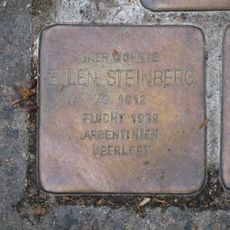 HIER WOHNTE
ELLEN STEINBERG
JG. 1912
FLUCHT 1939
ARGENTINIEN
ÜBERLEBT